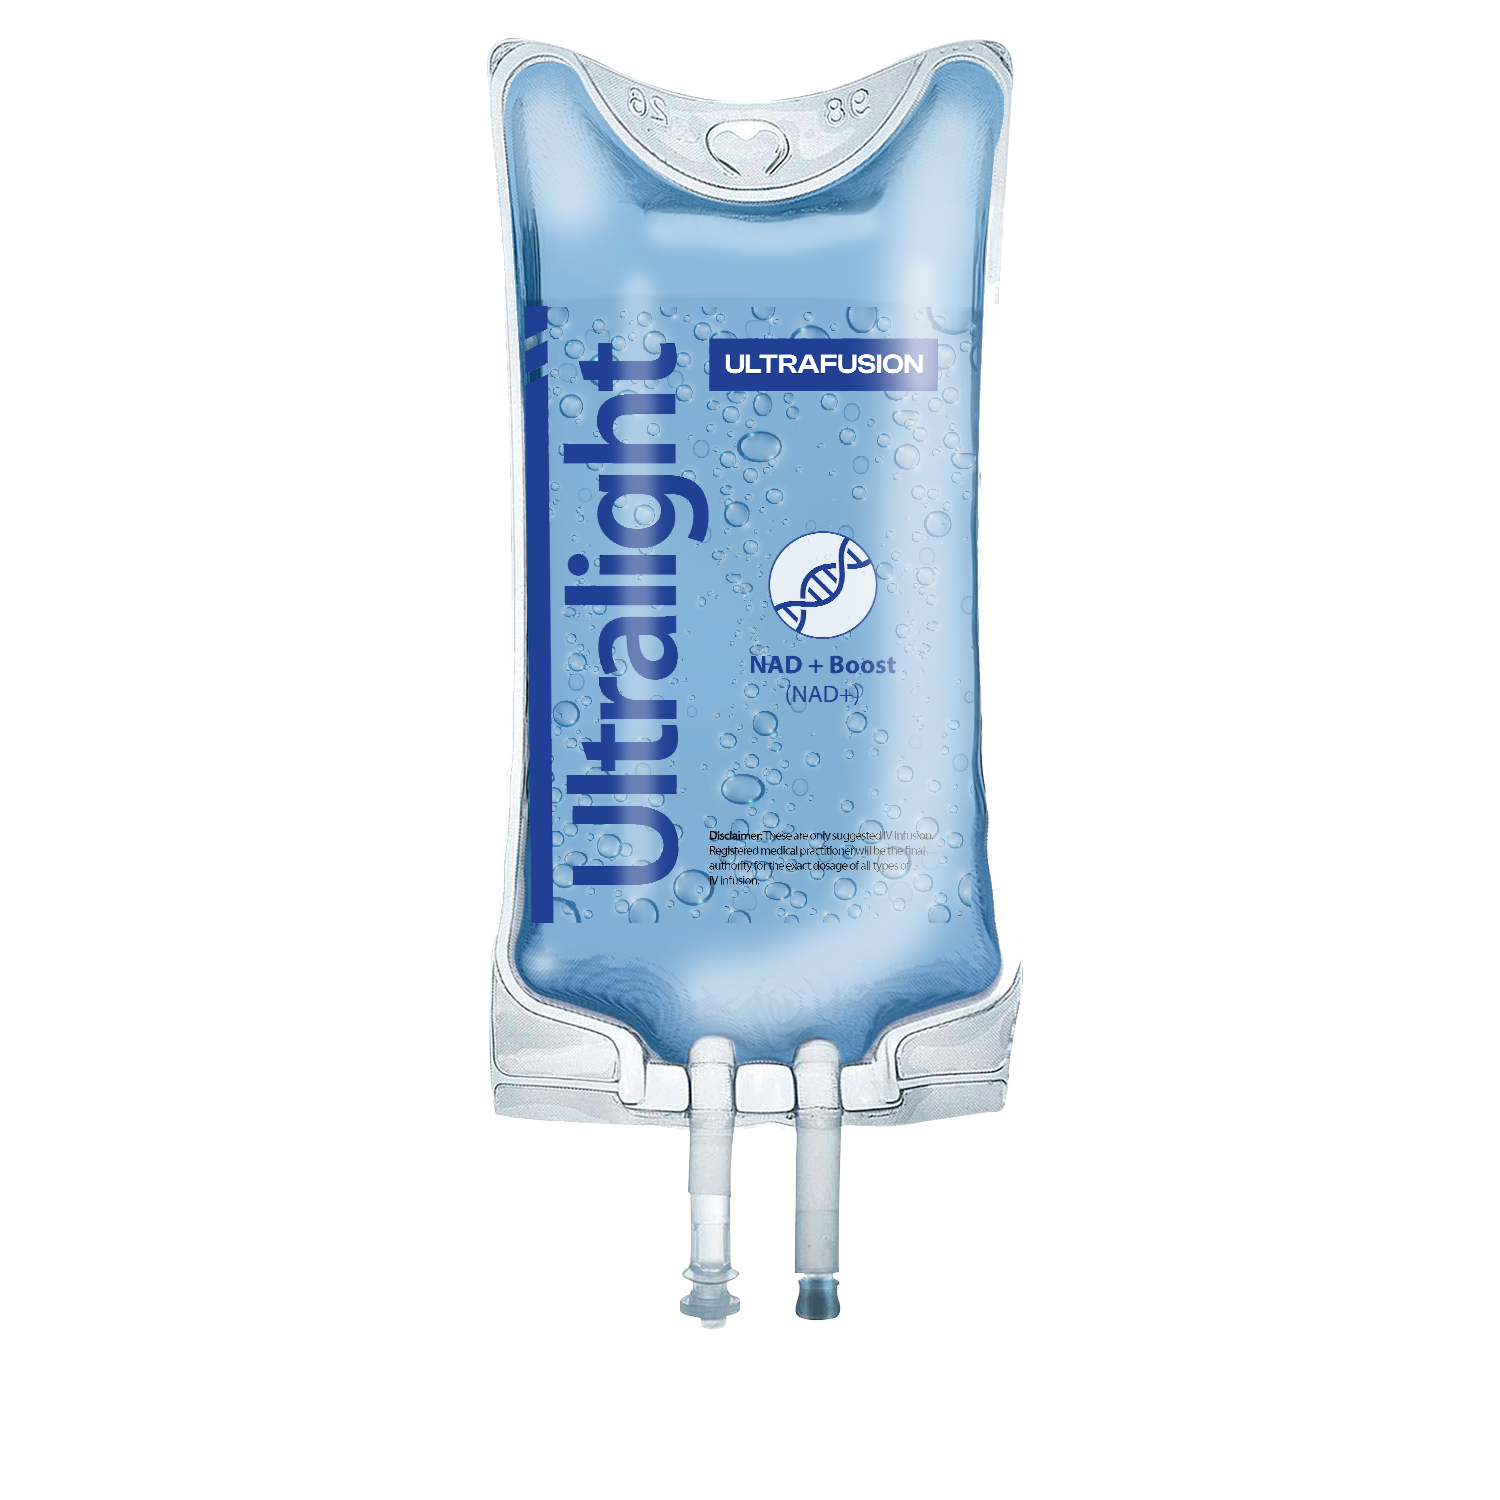 Ultralight
ULTRAFUSION
NAD + Boost
(NAD+)
Disclaimer: These are only suggested IV Infusion.
Registered medical practitioner will be the final
authority for the exact dosage of all types of
IV infusion.